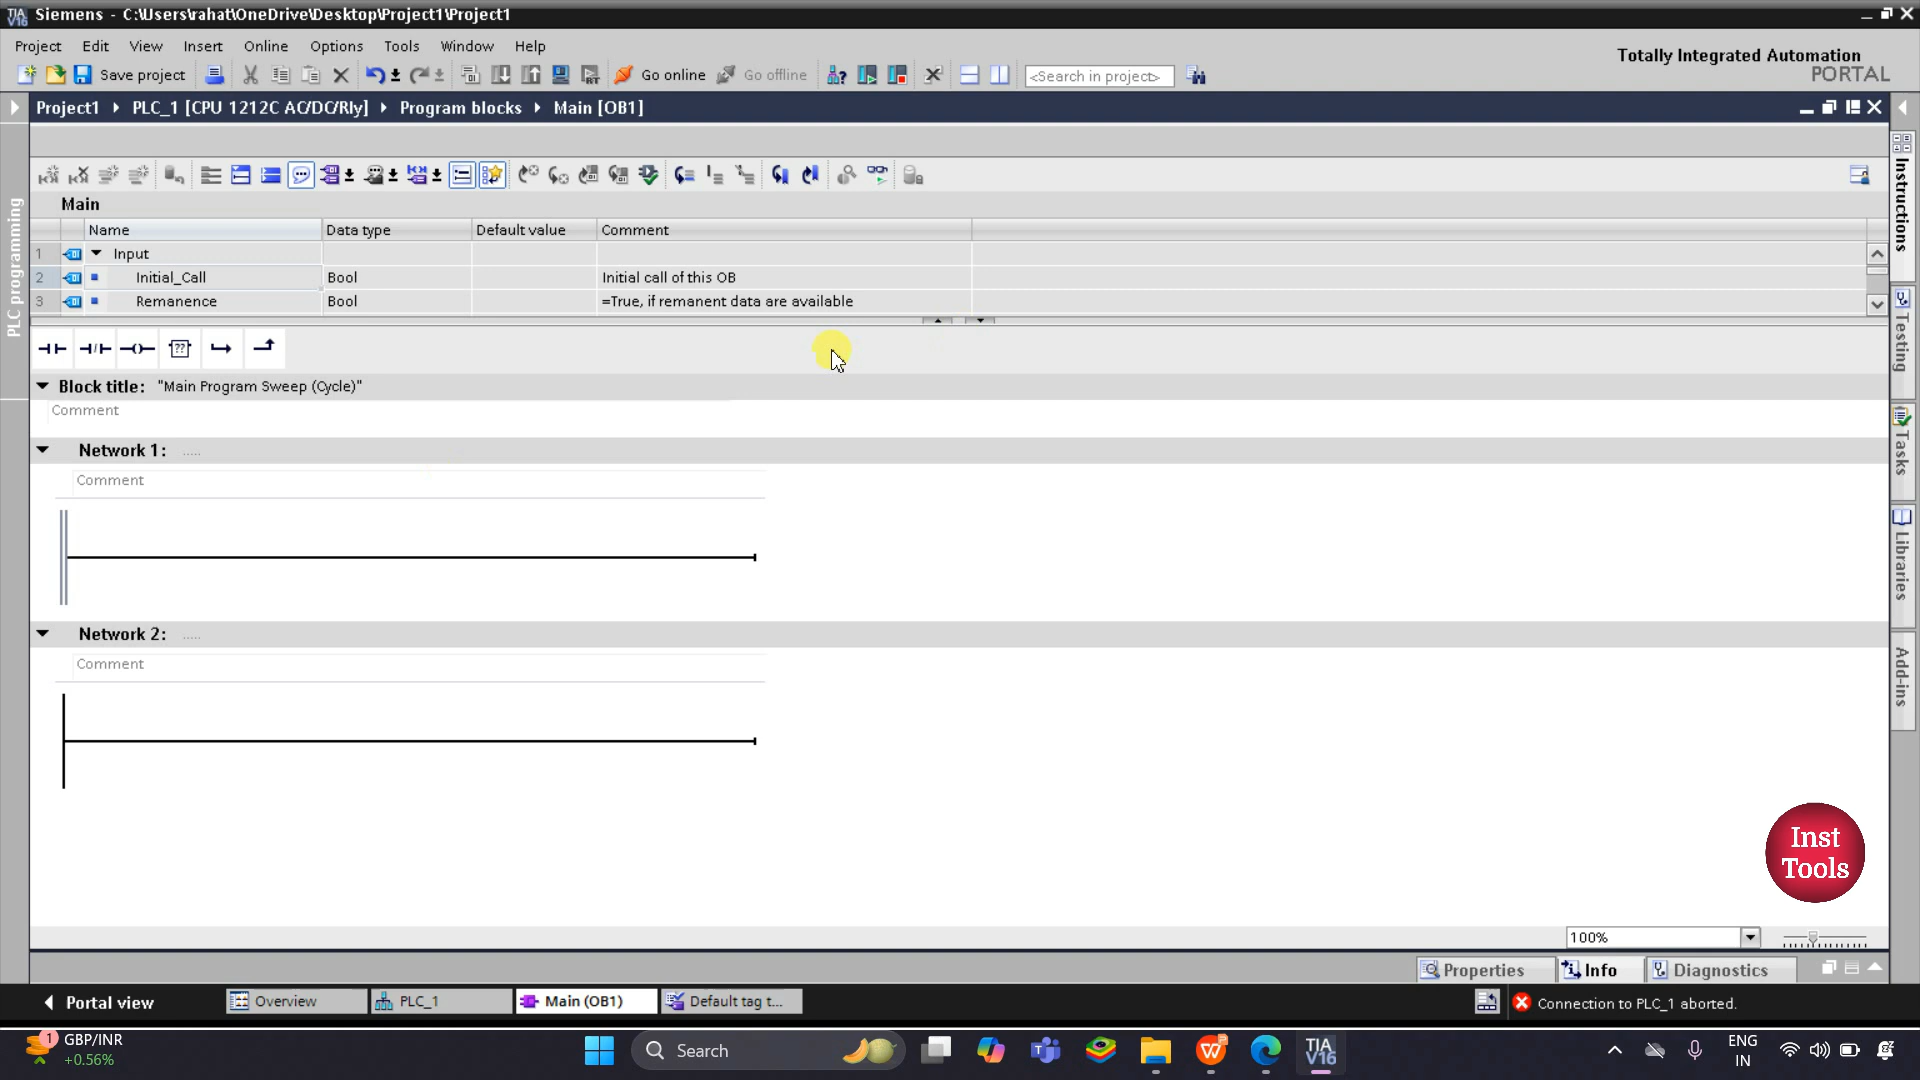 TIA V16 Siemens - C:\Users\rahat\OneDrive\Desktop\Project1\Project1
Project Edit View Insert Online Options Tools Window Help
Totally Integrated Automation
PORTAL
Save project Go online Go offline <Search in project>
Project1 PLC_1 [CPU 1212C AC/DC/Rly] Program blocks Main [OB1]
PLC programming
Main
Name Data type Default value Comment
1 Input
2 Initial_Call Bool Initial call of this OB
3 Remanence Bool =True, if remanent data are available
??
Block title: "Main Program Sweep (Cycle)"
Comment
Network 1: .....
Comment
Network 2: .....
Comment
Instructions
Testing
Tasks
Libraries
Add-ins
Inst
Tools
100%
Properties Info Diagnostics
Portal view Overview PLC_1 Main (OB1) Default tag t... Connection to PLC_1 aborted.
1 GBP/INR
+0.56%
Search
TIA
V16
ENG
IN